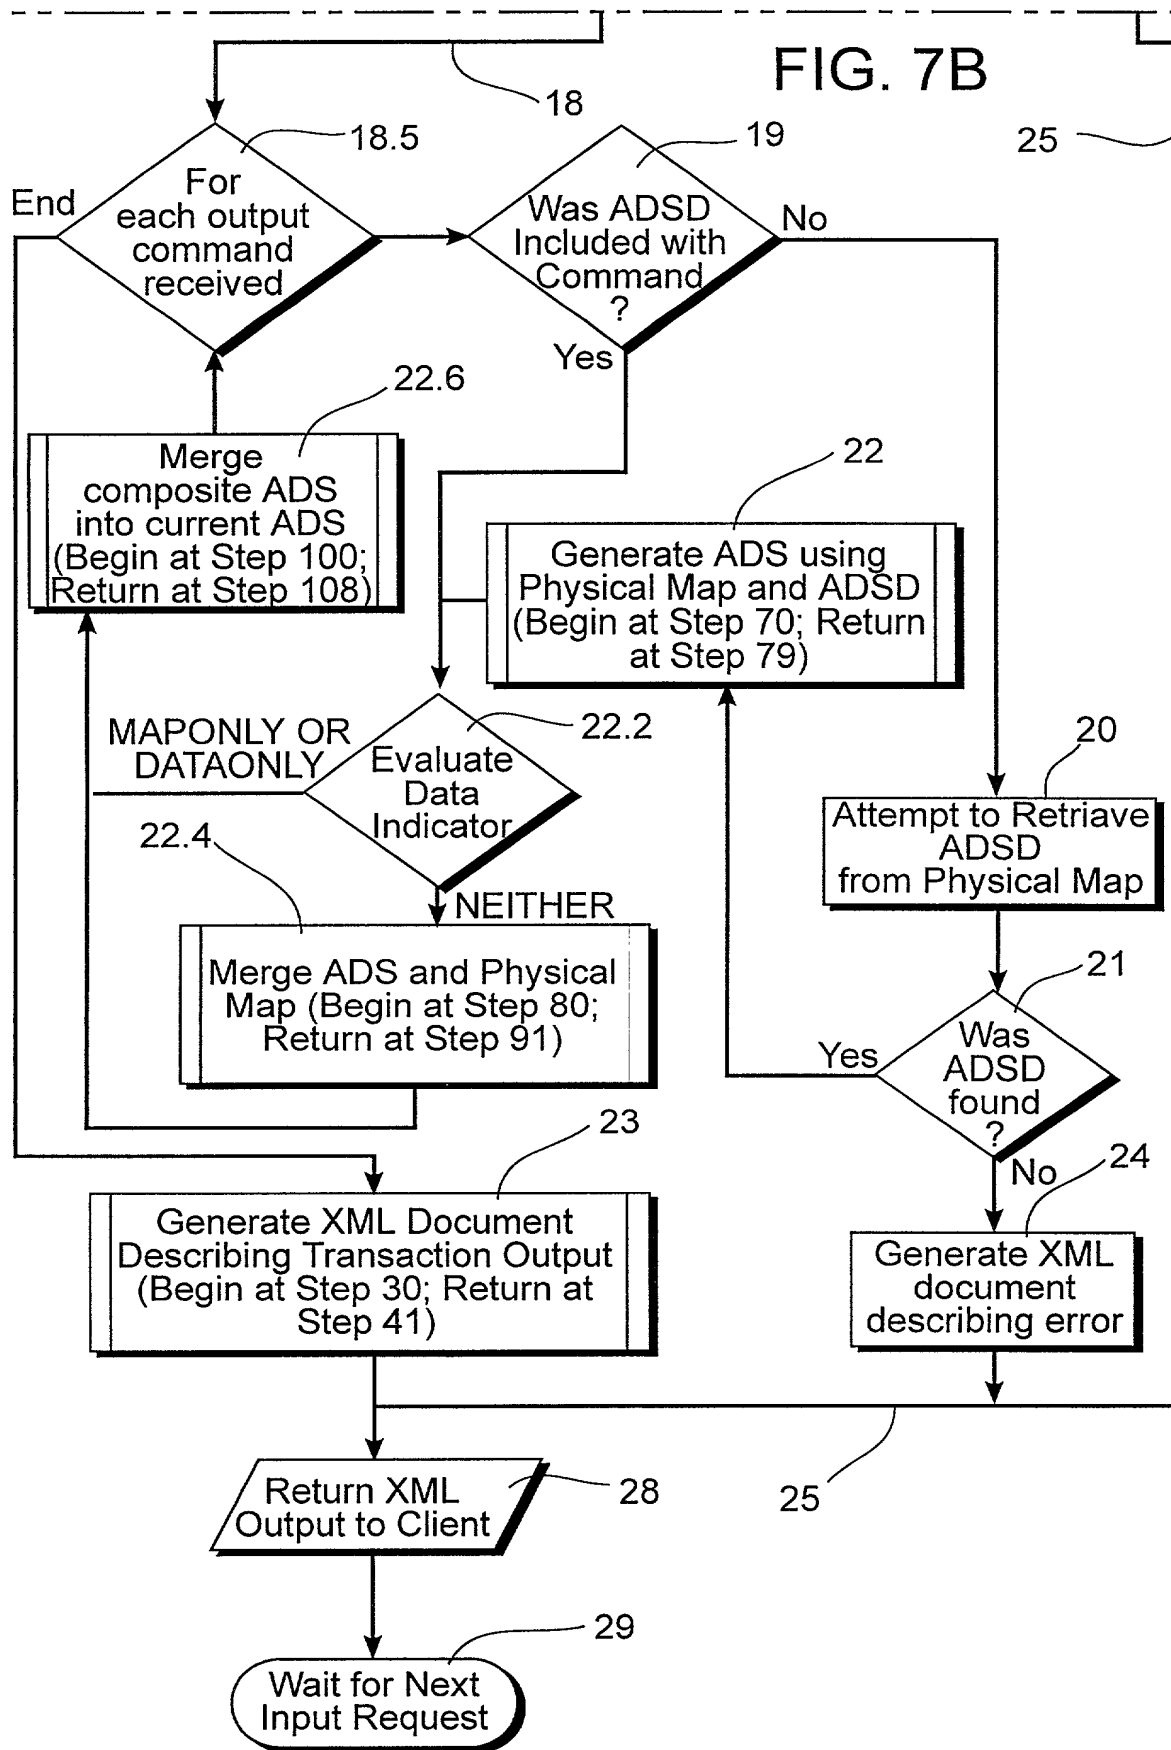 FIG. 7B
18
18.5
19
25
End
For
each output
command
received
Was ADSD
Included with
Command
?
No
Yes
22.6
Merge
composite ADS
into current ADS
(Begin at Step 100;
Return at Step 108)
22
Generate ADS using
Physical Map and ADSD
(Begin at Step 70; Return
at Step 79)
MAPONLY OR
DATAONLY
22.2
Evaluate
Data
Indicator
20
Attempt to Retriave
ADSD
from Physical Map
22.4
NEITHER
Merge ADS and Physical
Map (Begin at Step 80;
Return at Step 91)
21
Was
ADSD
found
?
Yes
No
23
Generate XML Document
Describing Transaction Output
(Begin at Step 30; Return at
Step 41)
24
Generate XML
document
describing error
25
28
Return XML
Output to Client
29
Wait for Next
Input Request